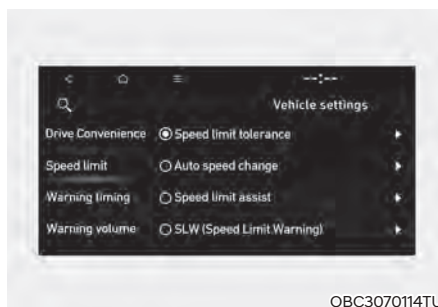 --:--
Vehicle settings
Drive Convenience
Speed limit tolerance
Speed limit
Auto speed change
Warning timing
Speed limit assist
Warning volume
SLW (Speed Limit Warning)
OBC3070114TU